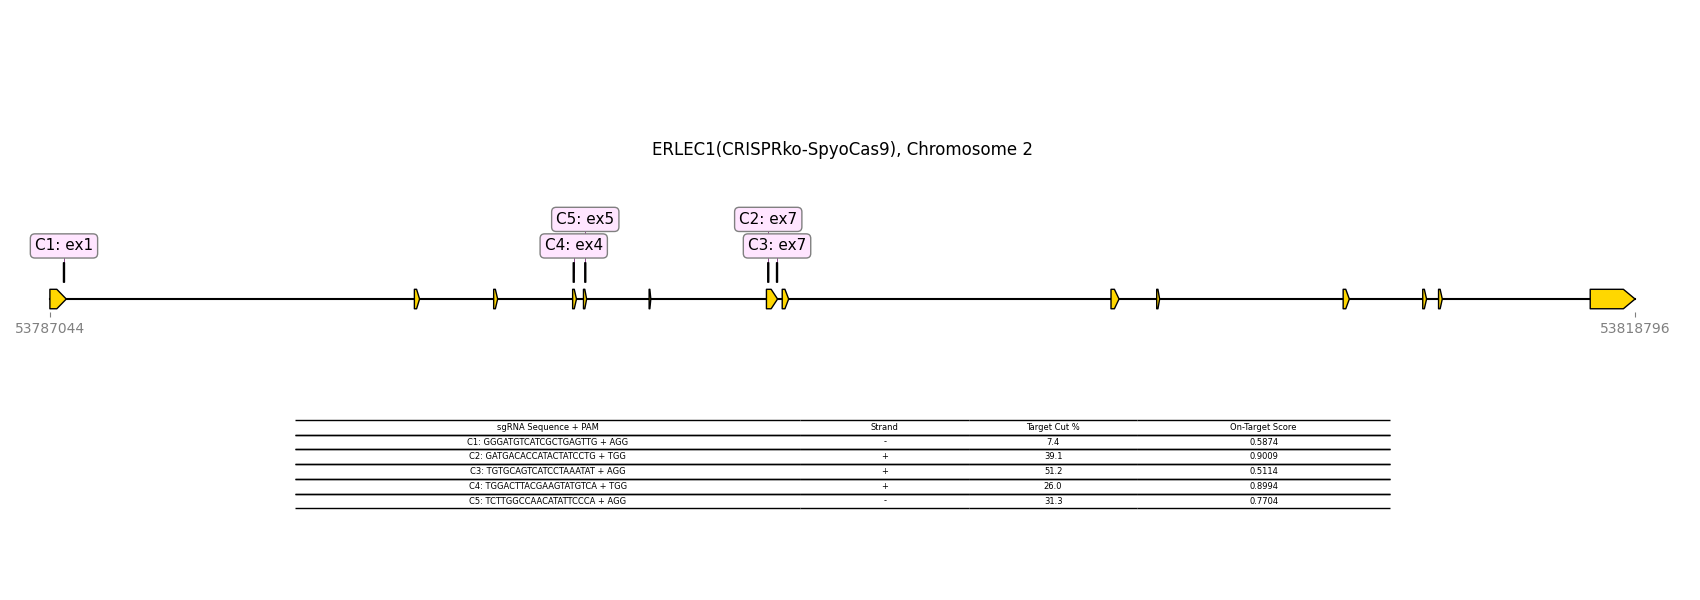 ERLEC1(CRISPRko-SpyoCas9), Chromosome 2
C5: ex5
C2: ex7
C1: ex1
C4: ex4
C3: ex7
53787044
53818796
sgRNA Sequence + PAM Strand Target Cut % On-Target Score
C1: GGGATGTCATCGCTGAGTTG + AGG - 7.4 0.5874
C2: GATGACACCATACTATCCTG + TGG + 39.1 0.9009
C3: TGTGCAGTCATCCTAAATAT + AGG + 51.2 0.5114
C4: TGGACTTACGAAGTATGTCA + TGG + 26.0 0.8994
C5: TCTTGGCCAACATATTCCCA + AGG - 31.3 0.7704